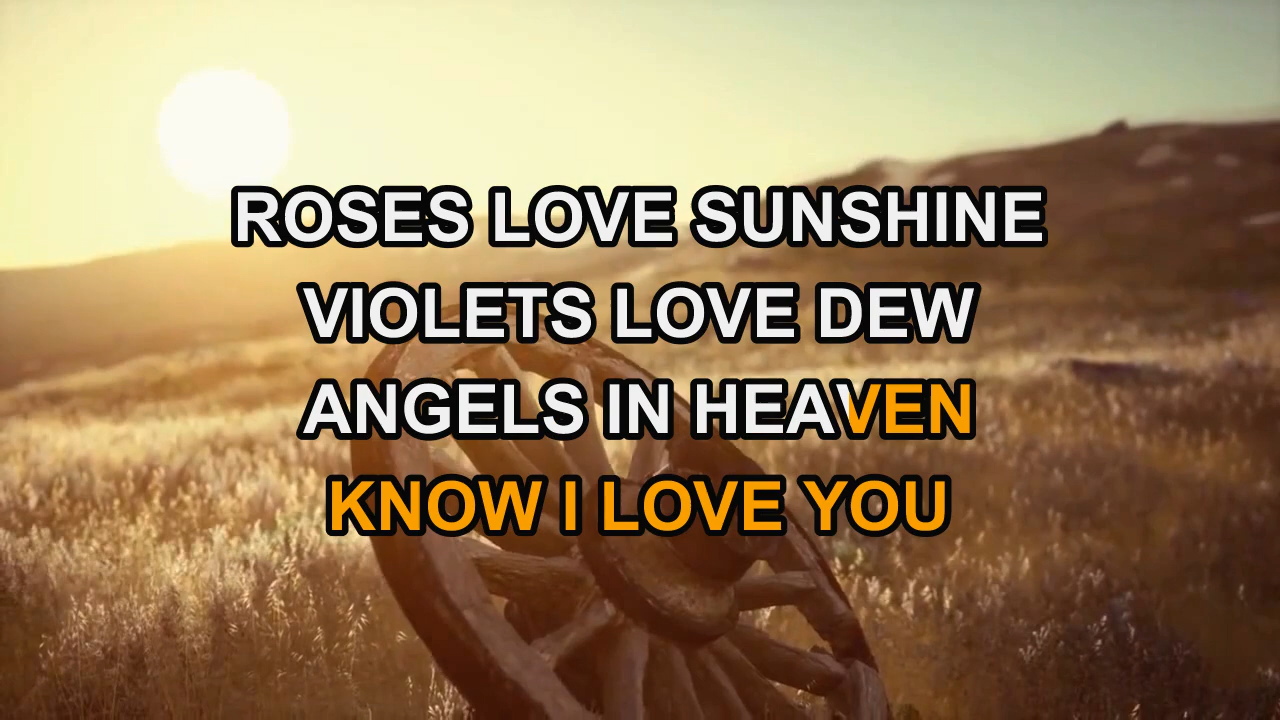 ROSES LOVE SUNSHINE
VIOLETS LOVE DEW
ANGELS IN HEAVEN
KNOW I LOVE YOU